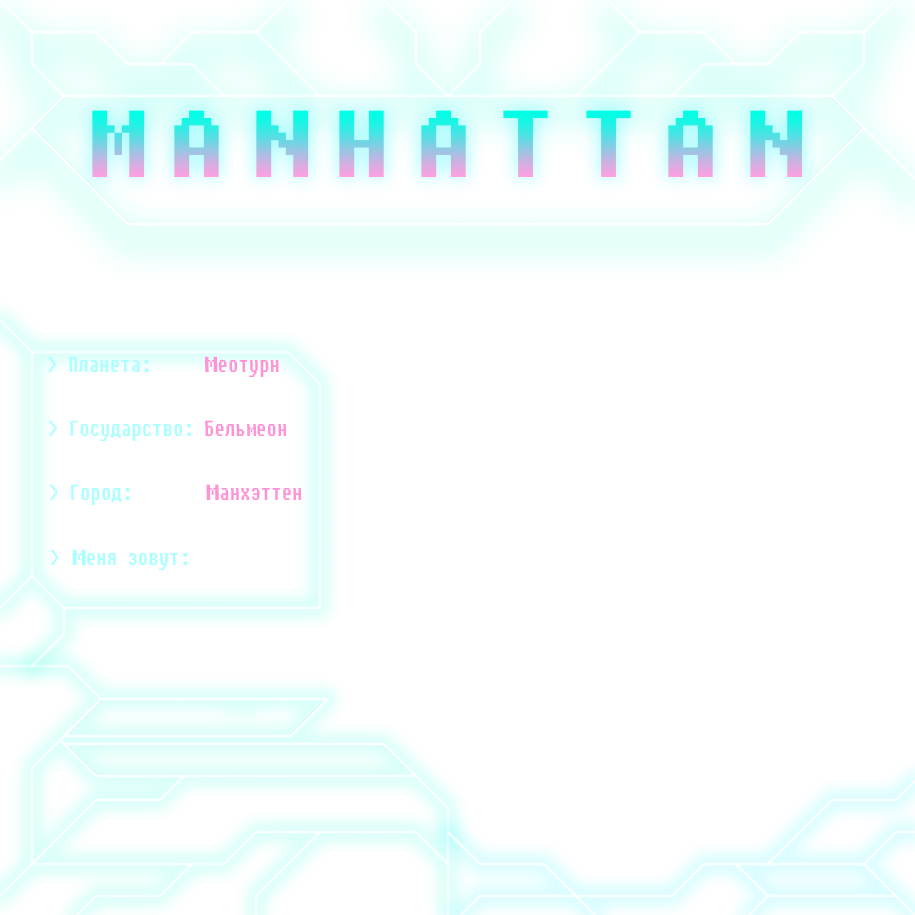 MANHATTAN
> Планета: Меотурн
> Государство: Бельмеон
> Город: Манхэттен
> Меня зовут: